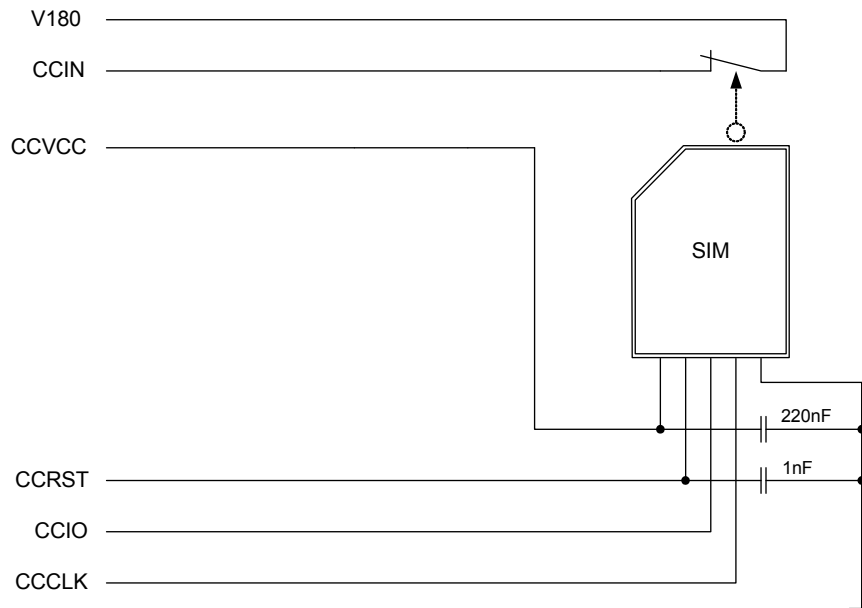 V180
CCIN
CCVCC
SIM
220nF
CCRST
1nF
CCIO
CCCLK